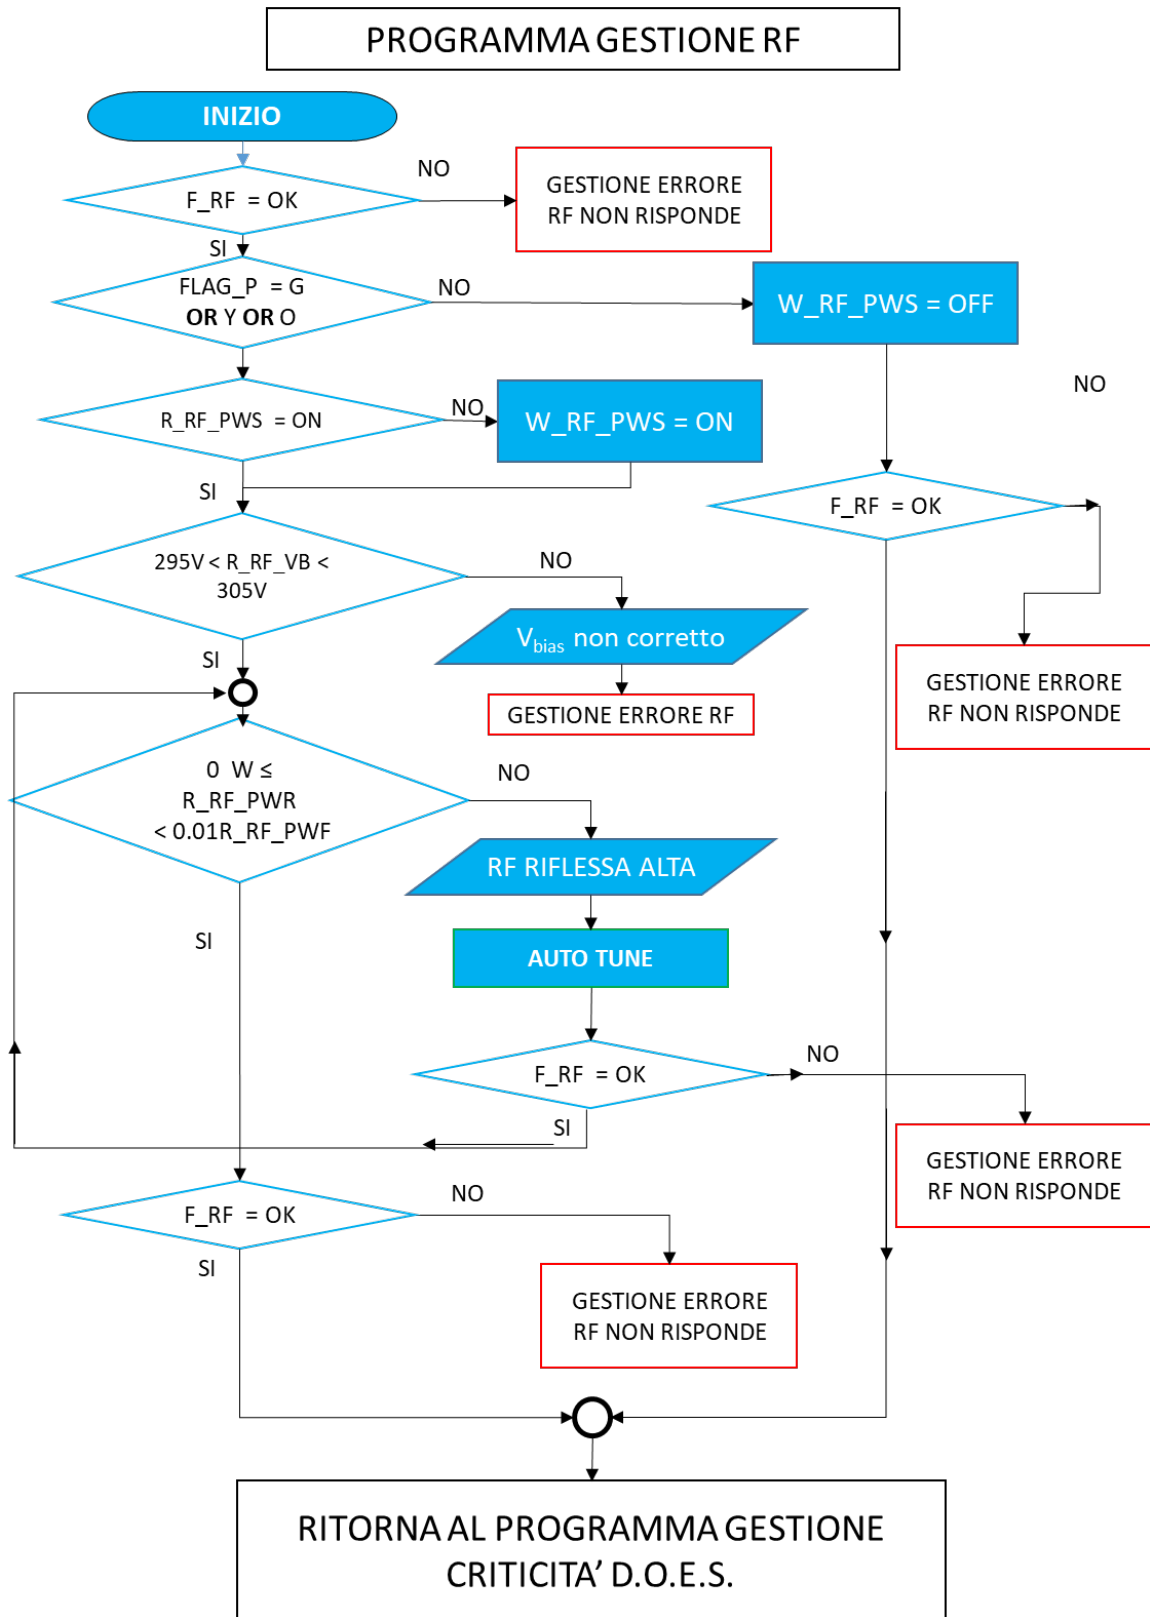 PROGRAMMA GESTIONE RF
INIZIO
F_RF = OK
NO
GESTIONE ERRORE
RF NON RISPONDE
SI
FLAG_P = G
OR Y OR O
NO
W_RF_PWS = OFF
R_RF_PWS = ON
NO
W_RF_PWS = ON
NO
SI
F_RF = OK
295V < R_RF_VB <
305V
NO
V_bias non corretto
SI
GESTIONE ERRORE RF
GESTIONE ERRORE
RF NON RISPONDE
0 W ≤
R_RF_PWR
< 0.01R_RF_PWF
NO
RF RIFLESSA ALTA
SI
AUTO TUNE
F_RF = OK
NO
SI
GESTIONE ERRORE
RF NON RISPONDE
F_RF = OK
NO
SI
GESTIONE ERRORE
RF NON RISPONDE
RITORNA AL PROGRAMMA GESTIONE
CRITICITA’ D.O.E.S.